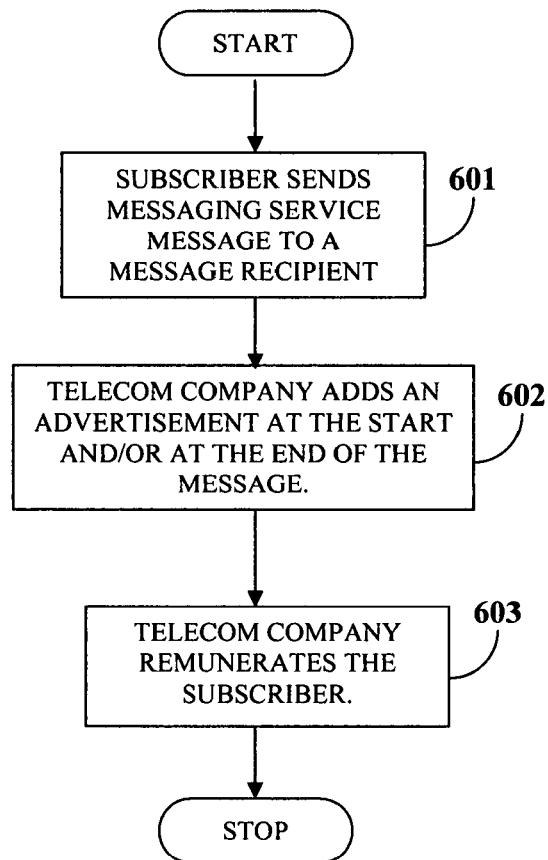 START
SUBSCRIBER SENDS
MESSAGING SERVICE
MESSAGE TO A
MESSAGE RECIPIENT
601
TELECOM COMPANY ADDS AN
ADVERTISEMENT AT THE START
AND/OR AT THE END OF THE
MESSAGE.
602
TELECOM COMPANY
REMUNERATES THE
SUBSCRIBER.
603
STOP